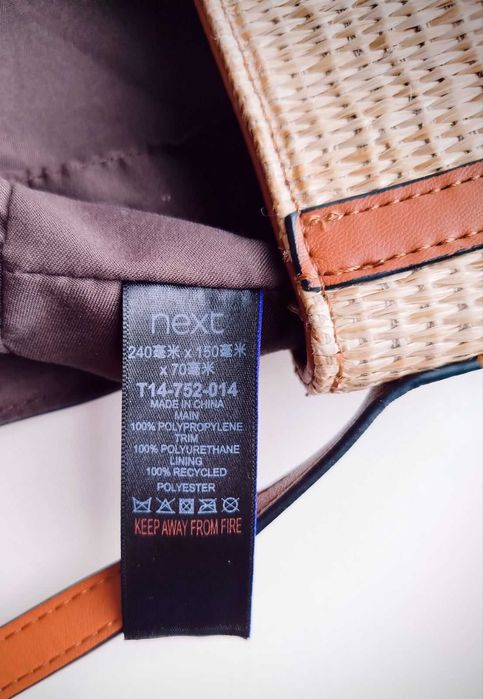 next
240毫米 x 150毫米
x 70毫米
T14-752-014
MADE IN CHINA
MAIN
100% POLYPROPYLENE
TRIM
100% POLYURETHANE
LINING
100% RECYCLED
POLYESTER
KEEP AWAY FROM FIRE